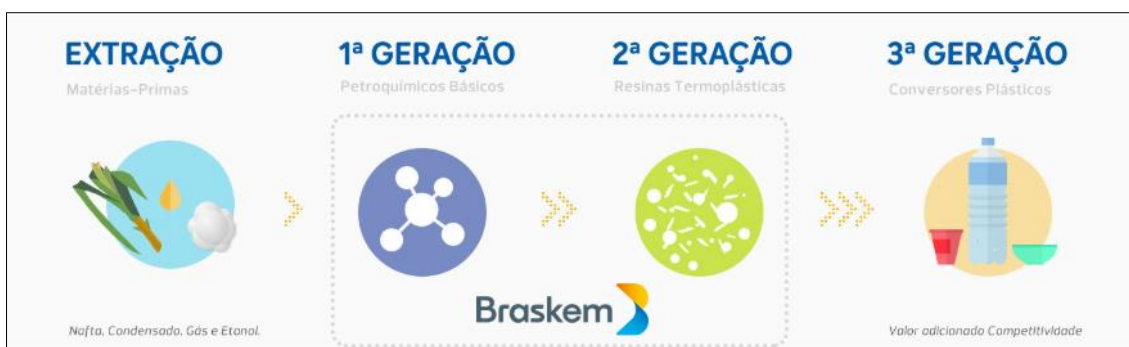 EXTRAÇÃO
Matérias-Primas
1ª GERAÇÃO
Petroquímicos Básicos
2ª GERAÇÃO
Resinas Termoplásticas
3ª GERAÇÃO
Conversores Plásticos
Braskem
Nafta, Condensado, Gás e Etanol.
Valor adicionado Competitividade